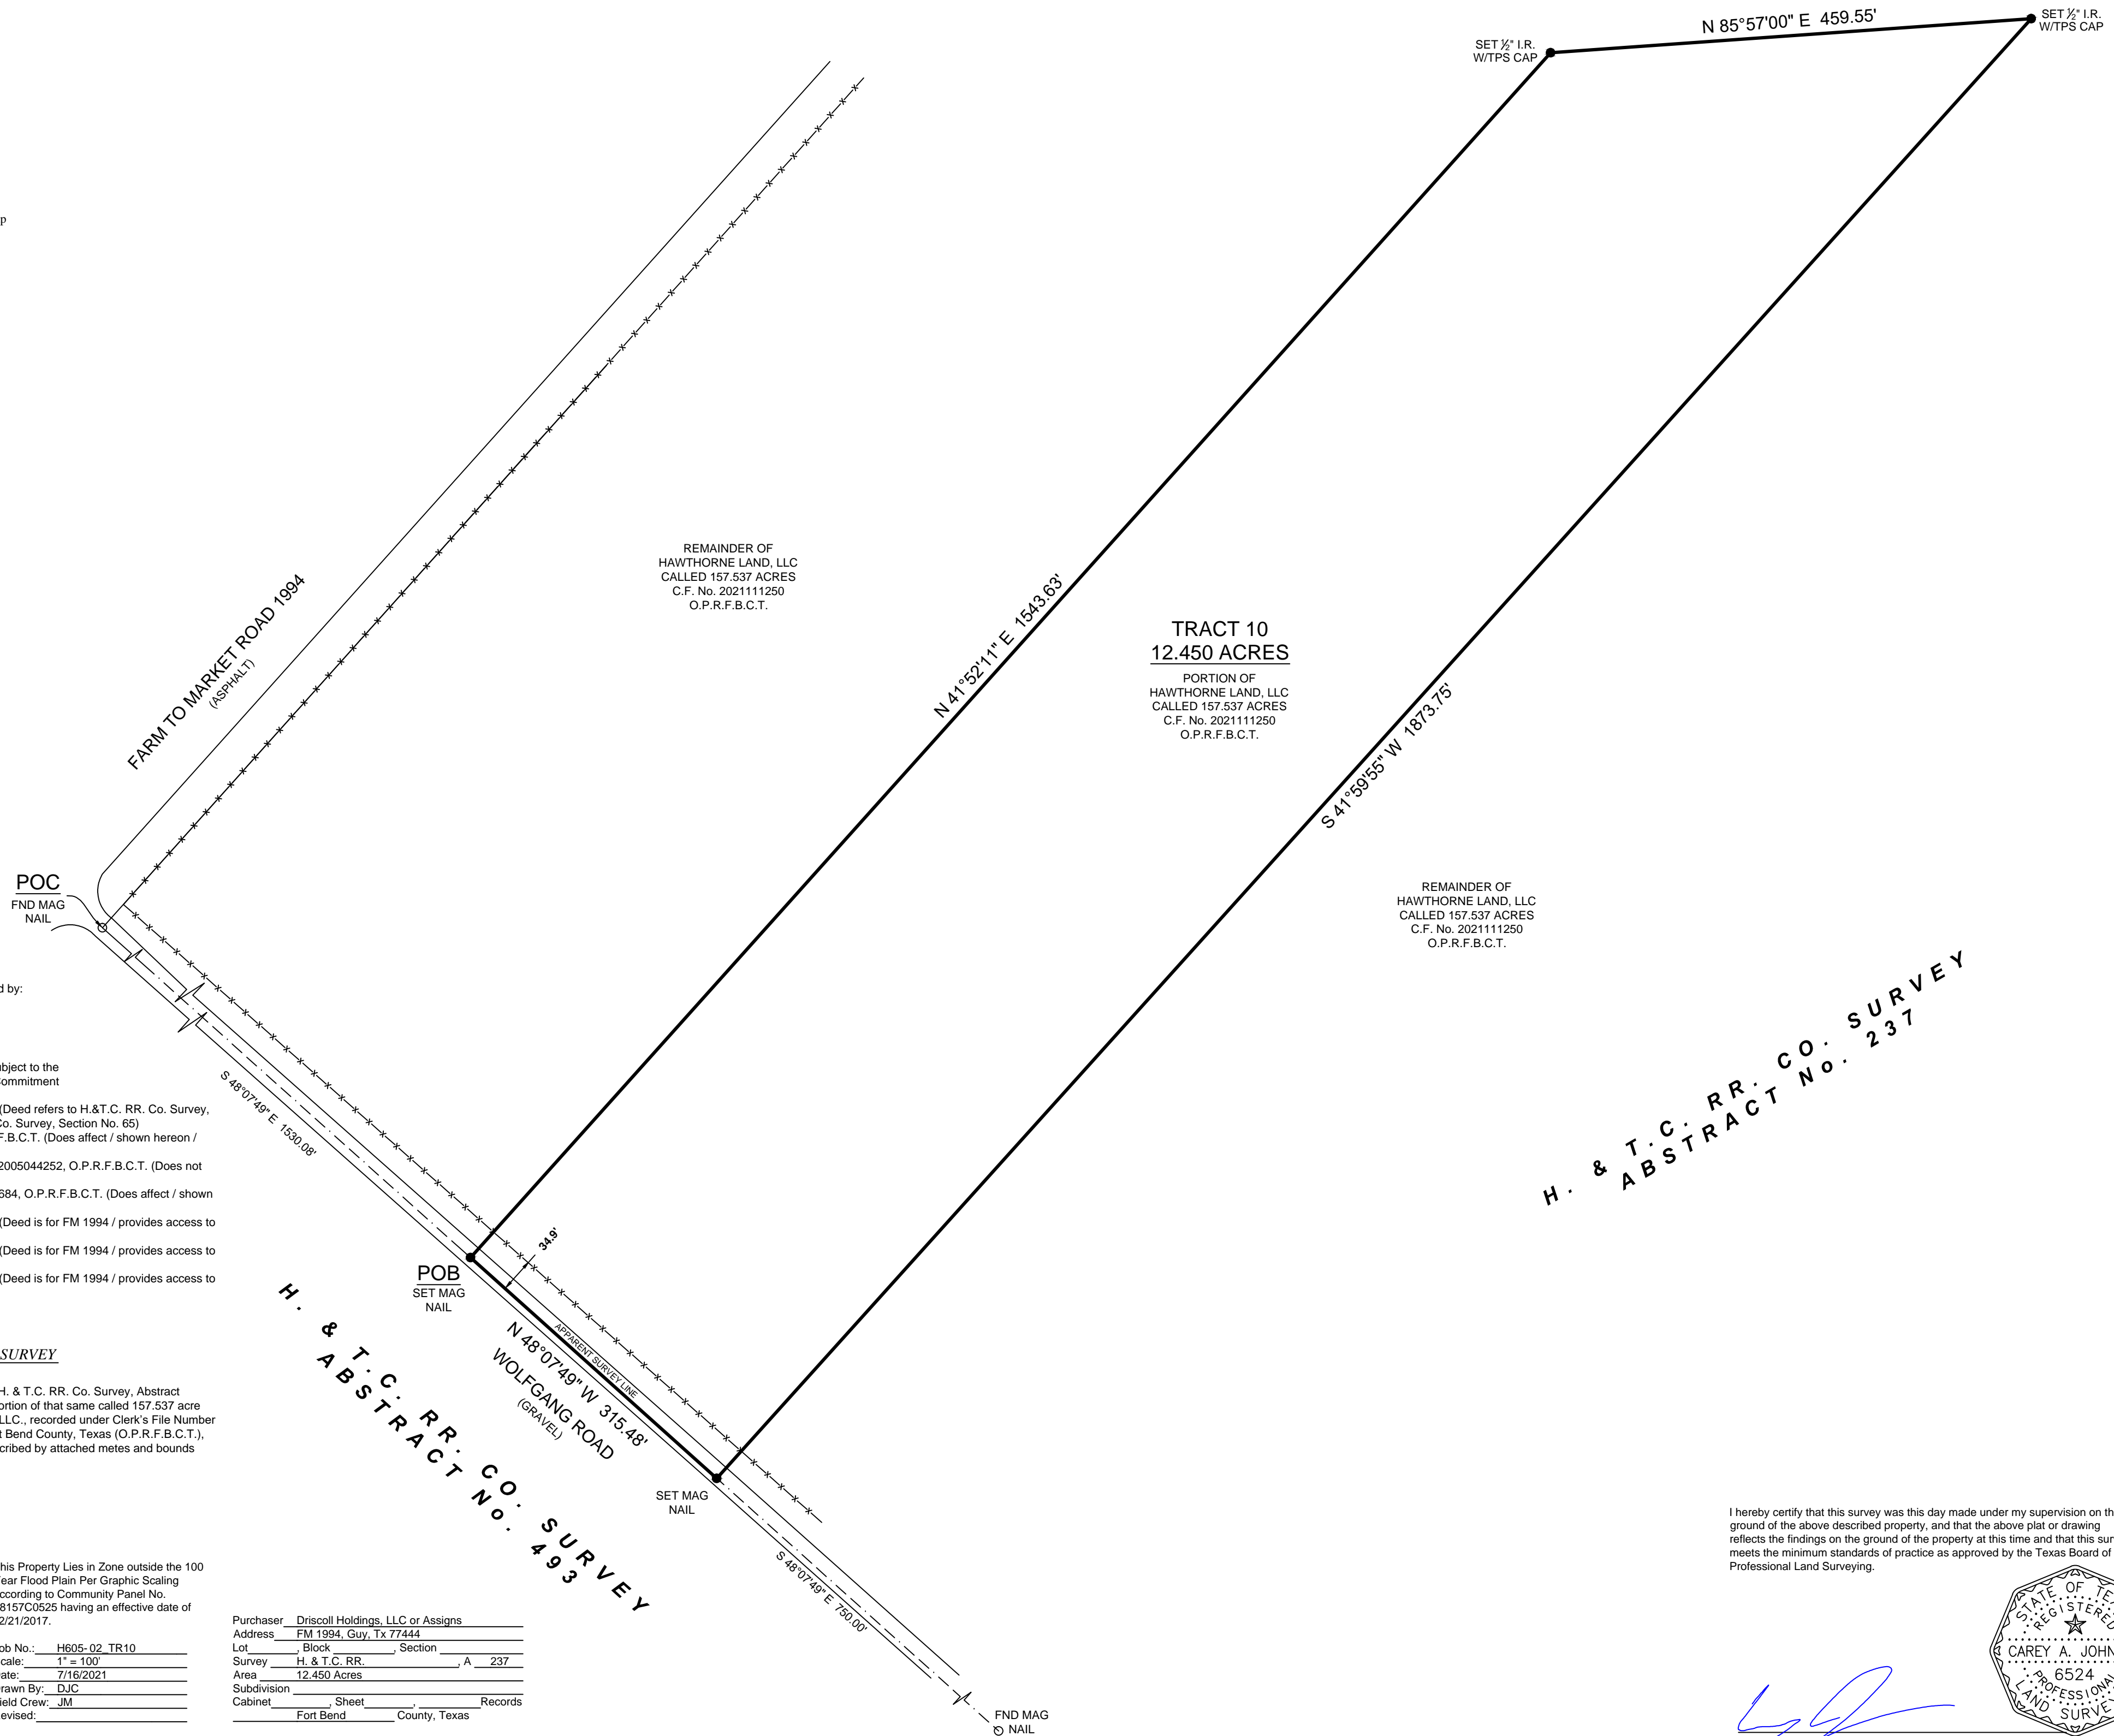 N 85°57'00" E 459.55'
SET ½" I.R.
W/TPS CAP
SET ½" I.R.
W/TPS CAP
p
REMAINDER OF
HAWTHORNE LAND, LLC
CALLED 157.537 ACRES
C.F. No. 2021111250
O.P.R.F.B.C.T.
FARM TO MARKET ROAD 1994
(ASPHALT)
N 41°52'11" E 1543.63'
TRACT 10
12.450 ACRES
PORTION OF
HAWTHORNE LAND, LLC
CALLED 157.537 ACRES
C.F. No. 2021111250
O.P.R.F.B.C.T.
S 41°59'55" W 1873.75'
REMAINDER OF
HAWTHORNE LAND, LLC
CALLED 157.537 ACRES
C.F. No. 2021111250
O.P.R.F.B.C.T.
POC
FND MAG
NAIL
H. & T.C. RR. CO. SURVEY
ABSTRACT No. 237
d by:
bject to the
Commitment
(Deed refers to H.&T.C. RR. Co. Survey,
Co. Survey, Section No. 65)
F.B.C.T. (Does affect / shown hereon /
2005044252, O.P.R.F.B.C.T. (Does not
684, O.P.R.F.B.C.T. (Does affect / shown
(Deed is for FM 1994 / provides access to
(Deed is for FM 1994 / provides access to
(Deed is for FM 1994 / provides access to
S 48°07'49" E 1530.08'
34.9'
POB
SET MAG
NAIL
APPARENT SURVEY LINE
N 48°07'49" W 315.48'
WOLFGANG ROAD
(GRAVEL)
H. & T.C. RR. CO. SURVEY
ABSTRACT No. 493
SURVEY
H. & T.C. RR. Co. Survey, Abstract
ortion of that same called 157.537 acre
LLC., recorded under Clerk's File Number
t Bend County, Texas (O.P.R.F.B.C.T.),
cribed by attached metes and bounds
SET MAG
NAIL
S 48°07'49" E 750.00'
FND MAG
NAIL
his Property Lies in Zone outside the 100
ear Flood Plain Per Graphic Scaling
ccording to Community Panel No.
8157C0525 having an effective date of
2/21/2017.
ob No.: H605-02_TR10
cale: 1" = 100'
ate: 7/16/2021
rawn By: DJC
ield Crew: JM
evised:
Purchaser Driscoll Holdings, LLC or Assigns
Address FM 1994, Guy, Tx 77444
Lot , Block , Section
Survey H. & T.C. RR. , A 237
Area 12.450 Acres
Subdivision
Cabinet , Sheet , Records
Fort Bend County, Texas
I hereby certify that this survey was this day made under my supervision on th
ground of the above described property, and that the above plat or drawing
reflects the findings on the ground of the property at this time and that this sur
meets the minimum standards of practice as approved by the Texas Board of
Professional Land Surveying.
STATE OF TE
REGISTERED
CAREY A. JOHN
6524
PROFESSIONAL
LAND SURVE